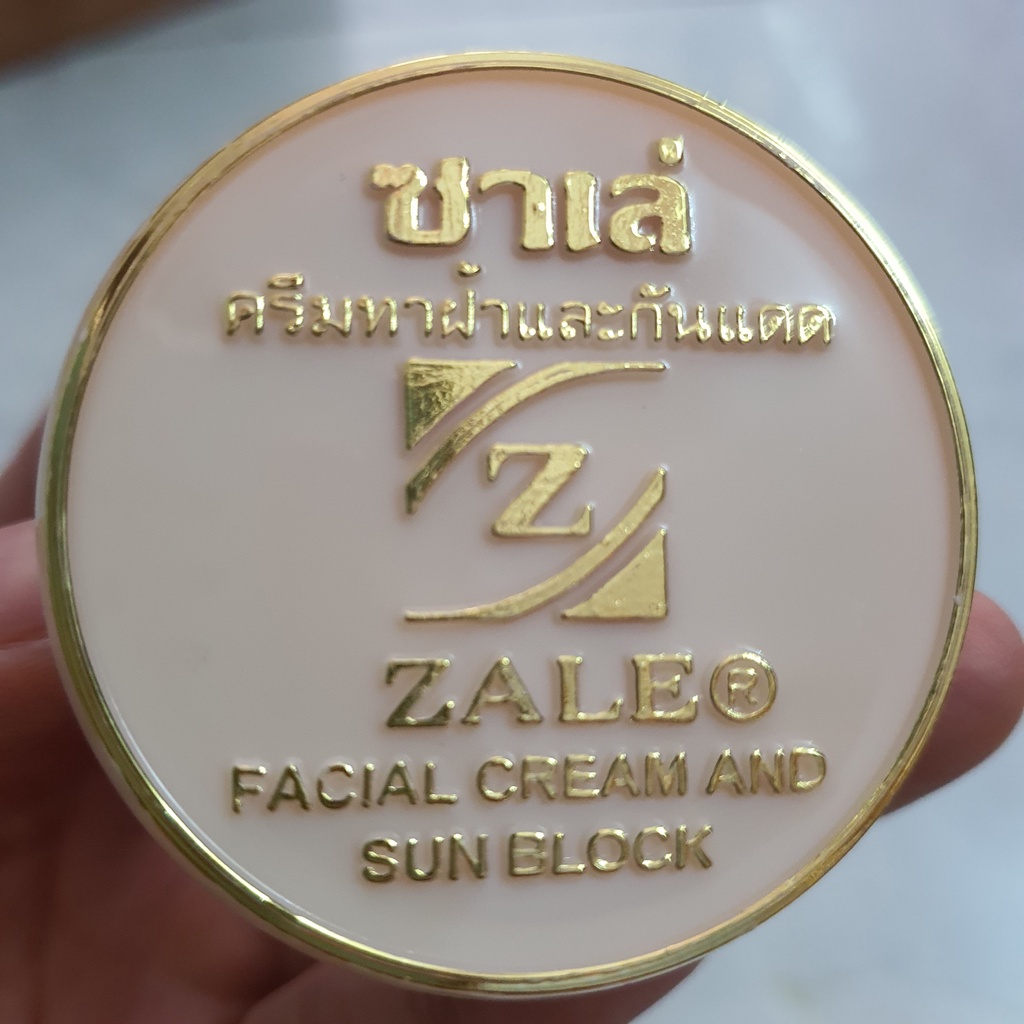 ซาเล่
ครีมทาฝ้าและกันแดด
Z
ZALE®
FACIAL CREAM AND
SUN BLOCK